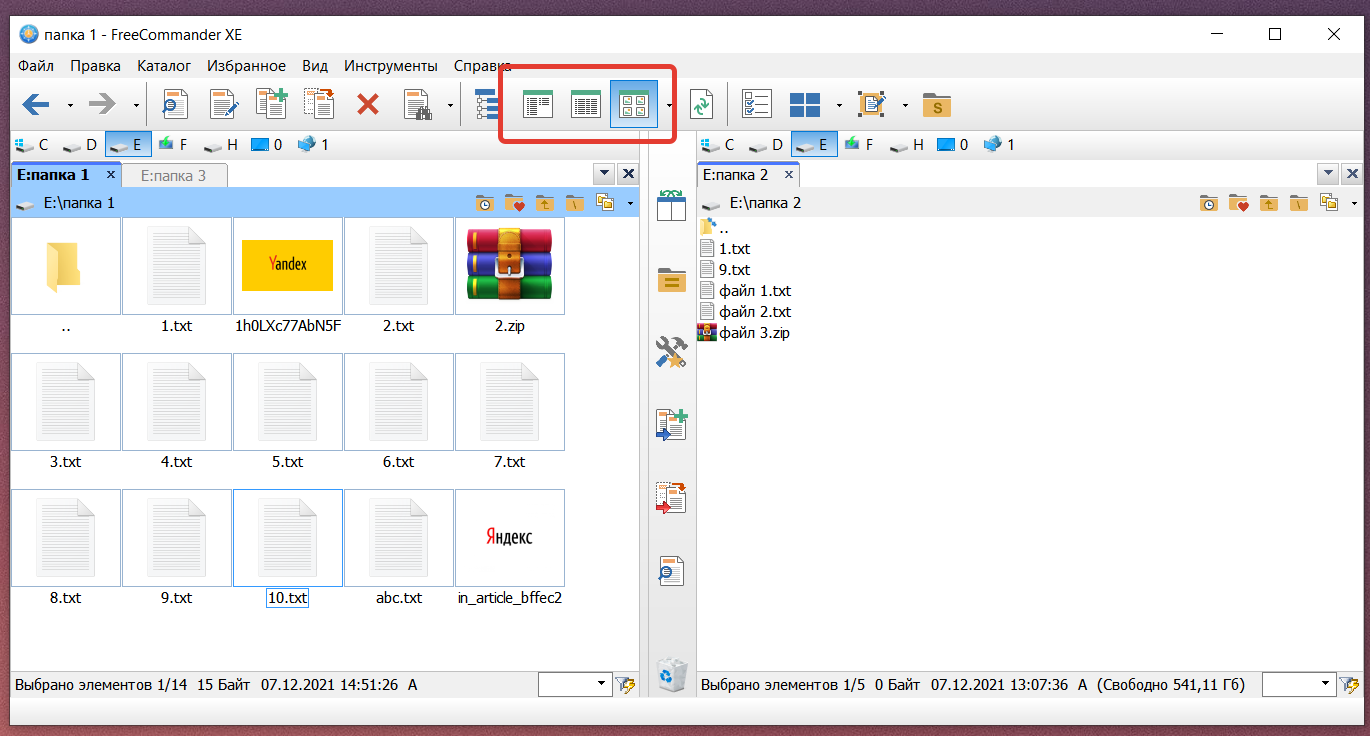 папка 1 - FreeCommander XE
Файл Правка Каталог Избранное Вид Инструменты Справка
S
C D E F H 0 1
C D E F H 0 1
E:папка 1 x E:папка 3
E:папка 2 x
E:\папка 1
E:\папка 2
..
1.txt
9.txt
файл 1.txt
файл 2.txt
файл 3.zip
Yandex
.. 1.txt 1h0LXc77AbN5F 2.txt 2.zip
3.txt 4.txt 5.txt 6.txt 7.txt
Яндекс
8.txt 9.txt 10.txt abc.txt in_article_bffec2
Выбрано элементов 1/14 15 Байт 07.12.2021 14:51:26 A
Выбрано элементов 1/5 0 Байт 07.12.2021 13:07:36 A (Свободно 541,11 Гб)